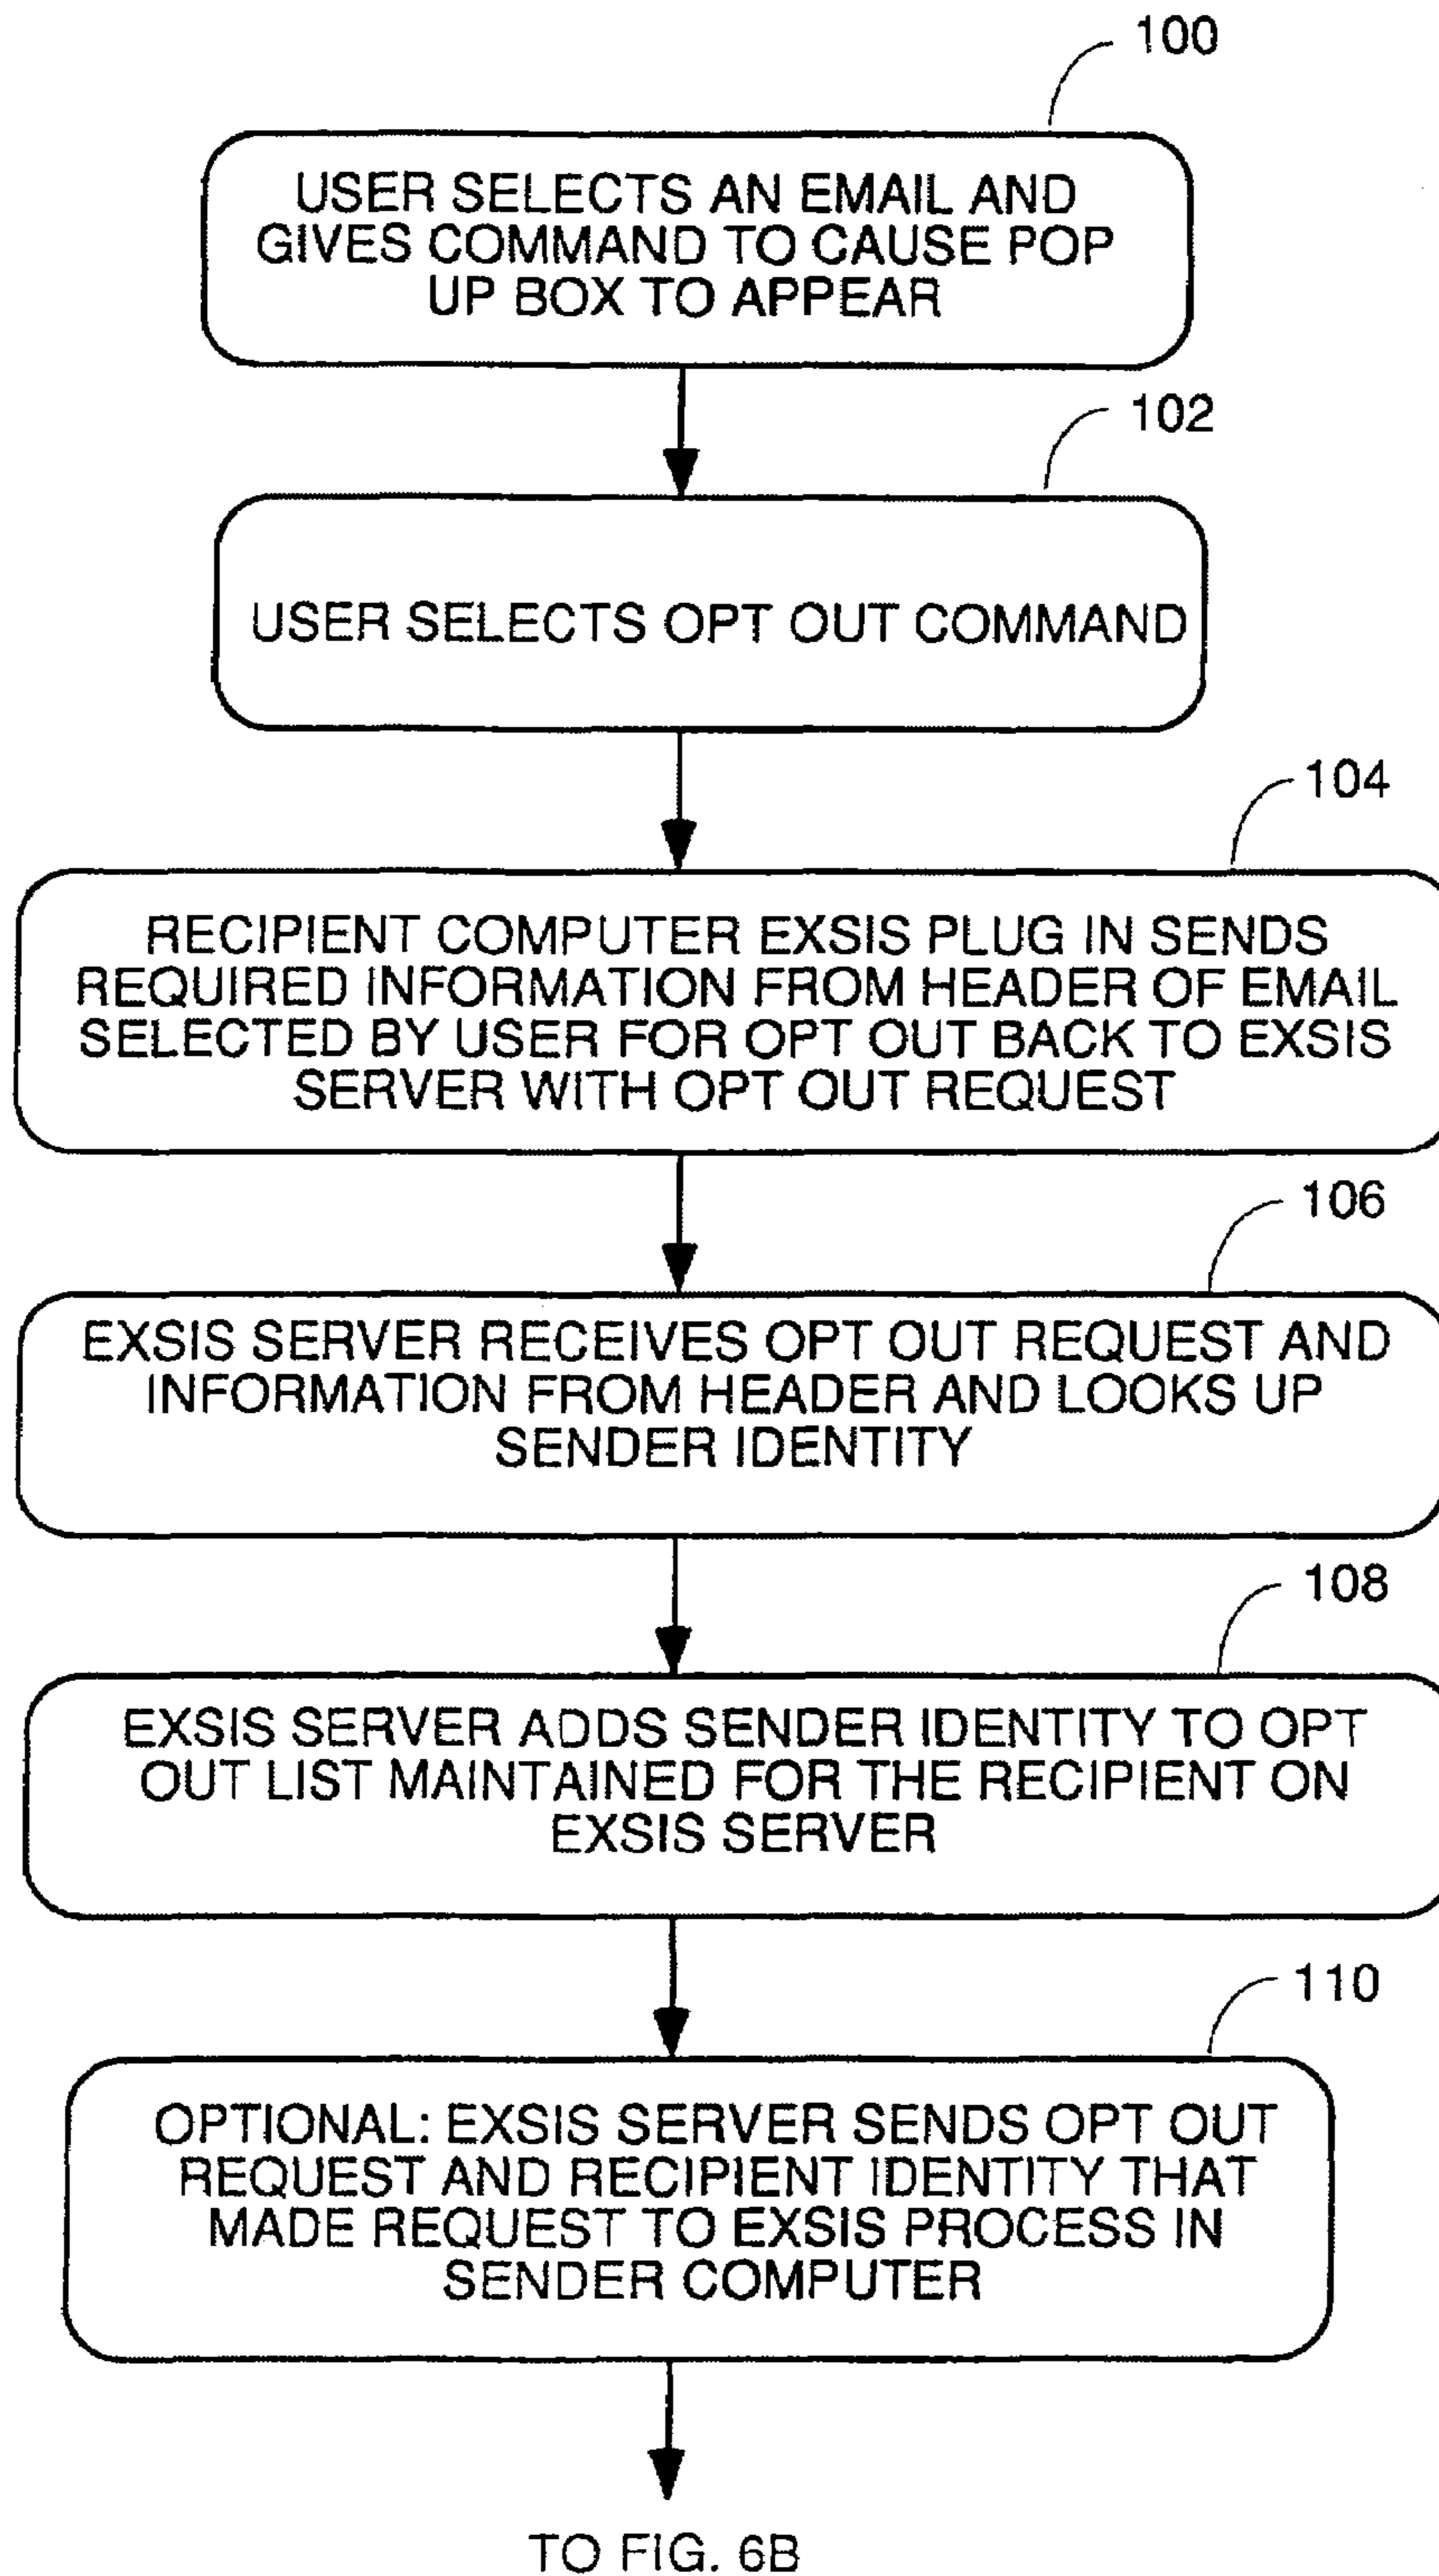 100
USER SELECTS AN EMAIL AND
GIVES COMMAND TO CAUSE POP
UP BOX TO APPEAR
102
USER SELECTS OPT OUT COMMAND
104
RECIPIENT COMPUTER EXSIS PLUG IN SENDS
REQUIRED INFORMATION FROM HEADER OF EMAIL
SELECTED BY USER FOR OPT OUT BACK TO EXSIS
SERVER WITH OPT OUT REQUEST
106
EXSIS SERVER RECEIVES OPT OUT REQUEST AND
INFORMATION FROM HEADER AND LOOKS UP
SENDER IDENTITY
108
EXSIS SERVER ADDS SENDER IDENTITY TO OPT
OUT LIST MAINTAINED FOR THE RECIPIENT ON
EXSIS SERVER
110
OPTIONAL: EXSIS SERVER SENDS OPT OUT
REQUEST AND RECIPIENT IDENTITY THAT
MADE REQUEST TO EXSIS PROCESS IN
SENDER COMPUTER
TO FIG. 6B